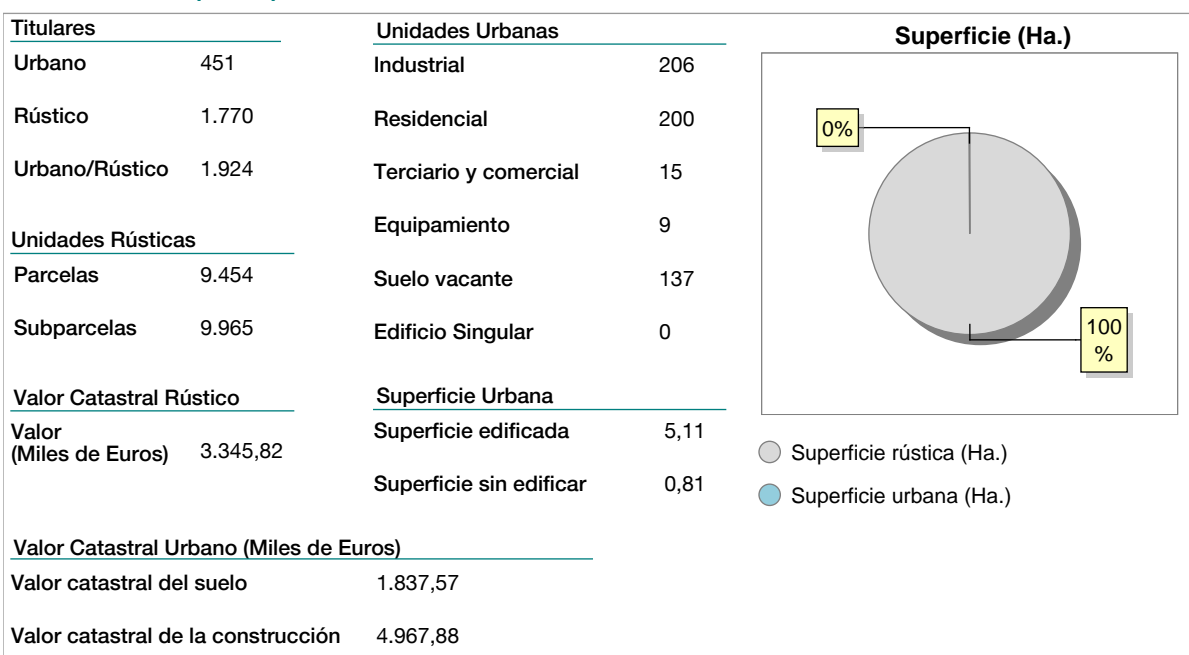 Titulares
Urbano 451
Rústico 1.770
Urbano/Rústico 1.924
Unidades Rústicas
Parcelas 9.454
Subparcelas 9.965
Valor Catastral Rústico
Valor
(Miles de Euros) 3.345,82
Unidades Urbanas
Industrial 206
Residencial 200
Terciario y comercial 15
Equipamiento 9
Suelo vacante 137
Edificio Singular 0
Superficie Urbana
Superficie edificada 5,11
Superficie sin edificar 0,81
Valor Catastral Urbano (Miles de Euros)
Valor catastral del suelo 1.837,57
Valor catastral de la construcción 4.967,88
Superficie (Ha.)
0%
100
%
Superficie rústica (Ha.)
Superficie urbana (Ha.)